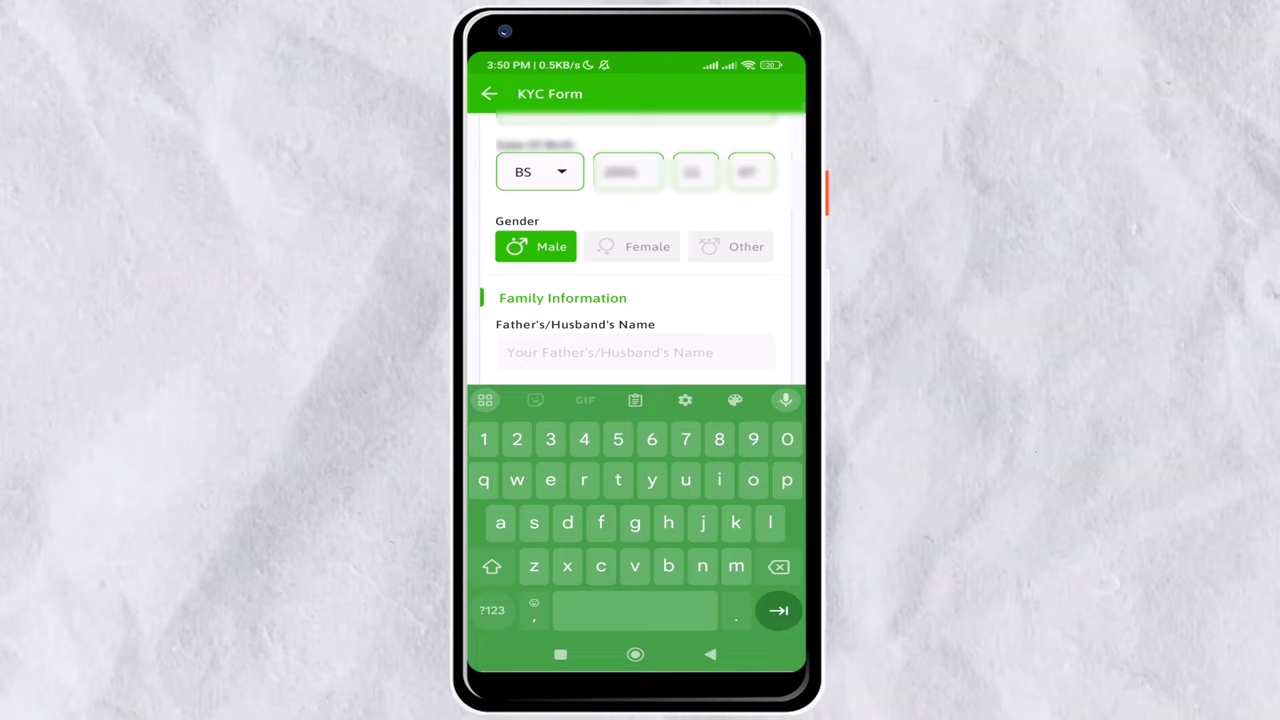 3:50 PM | 0.5KB/s 20
KYC Form
BS
Gender
Male Female Other
Family Information
Father's/Husband's Name
Your Father's/Husband's Name
GIF
1 2 3 4 5 6 7 8 9 0
q w e r t y u i o p
a s d f g h j k l
z x c v b n m
?123 , .